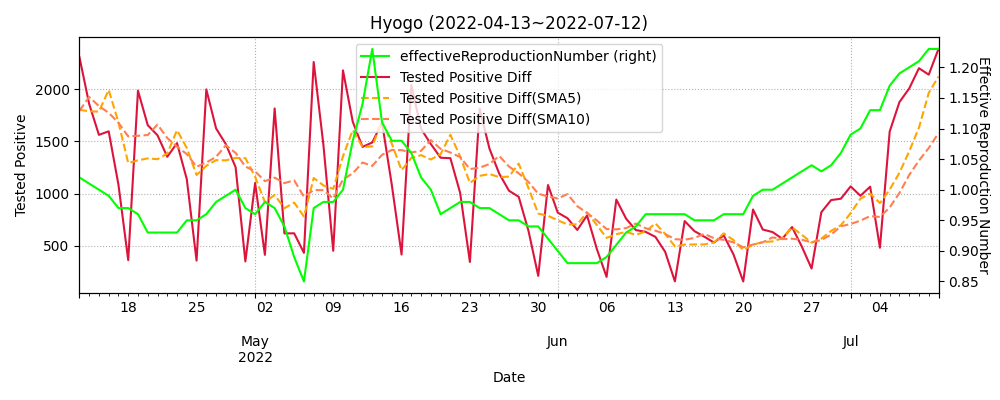 Hyogo (2022-04-13~2022-07-12)
effectiveReproductionNumber (right)
Tested Positive Diff
Tested Positive Diff(SMA5)
Tested Positive Diff(SMA10)
Tested Positive
2000
1500
1000
500
1.20
1.15
1.10
1.05
1.00
0.95
0.90
0.85
Effective Reproduction Number
18 25 02 09 16 23 30 06 13 20 27 04
May Jun Jul
2022
Date